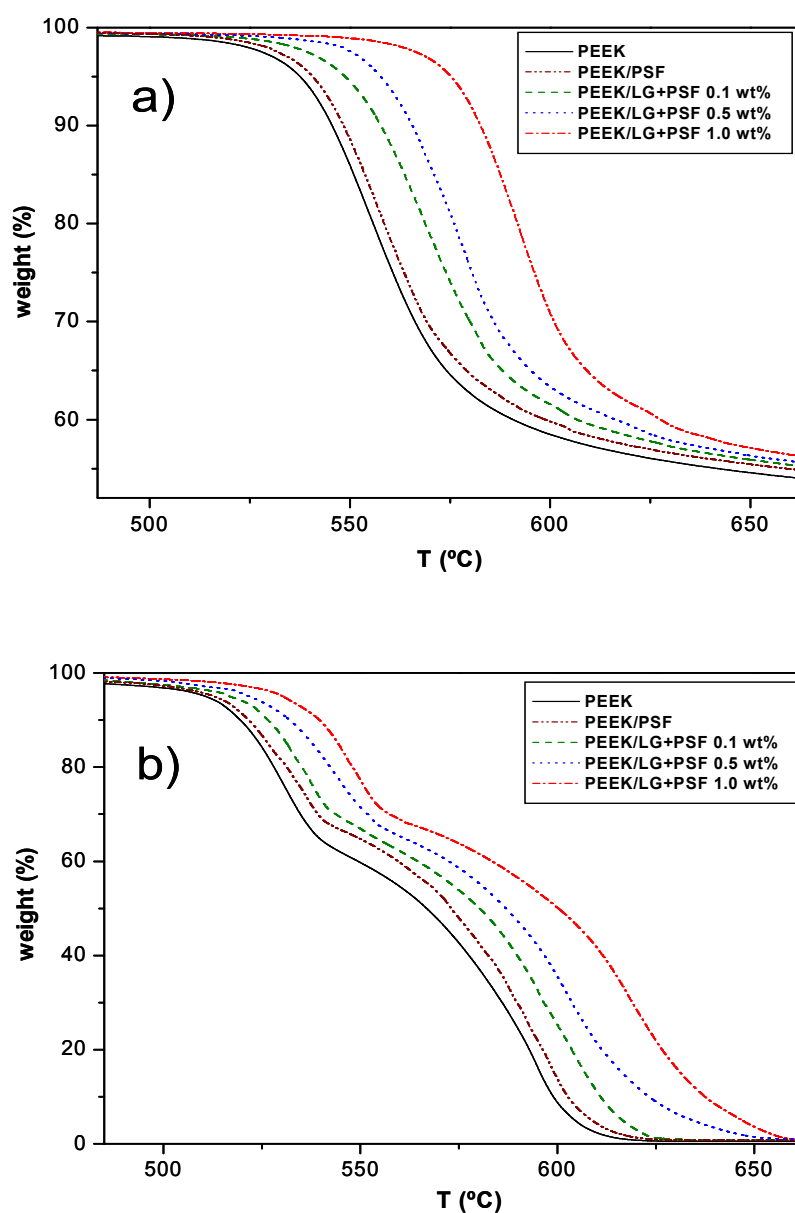 a)
PEEK
PEEK/PSF
PEEK/LG+PSF 0.1 wt%
PEEK/LG+PSF 0.5 wt%
PEEK/LG+PSF 1.0 wt%
100
90
80
70
60
weight (%)
500 550 600 650
T (ºC)
b)
PEEK
PEEK/PSF
PEEK/LG+PSF 0.1 wt%
PEEK/LG+PSF 0.5 wt%
PEEK/LG+PSF 1.0 wt%
100
80
60
40
20
0
weight (%)
500 550 600 650
T (ºC)